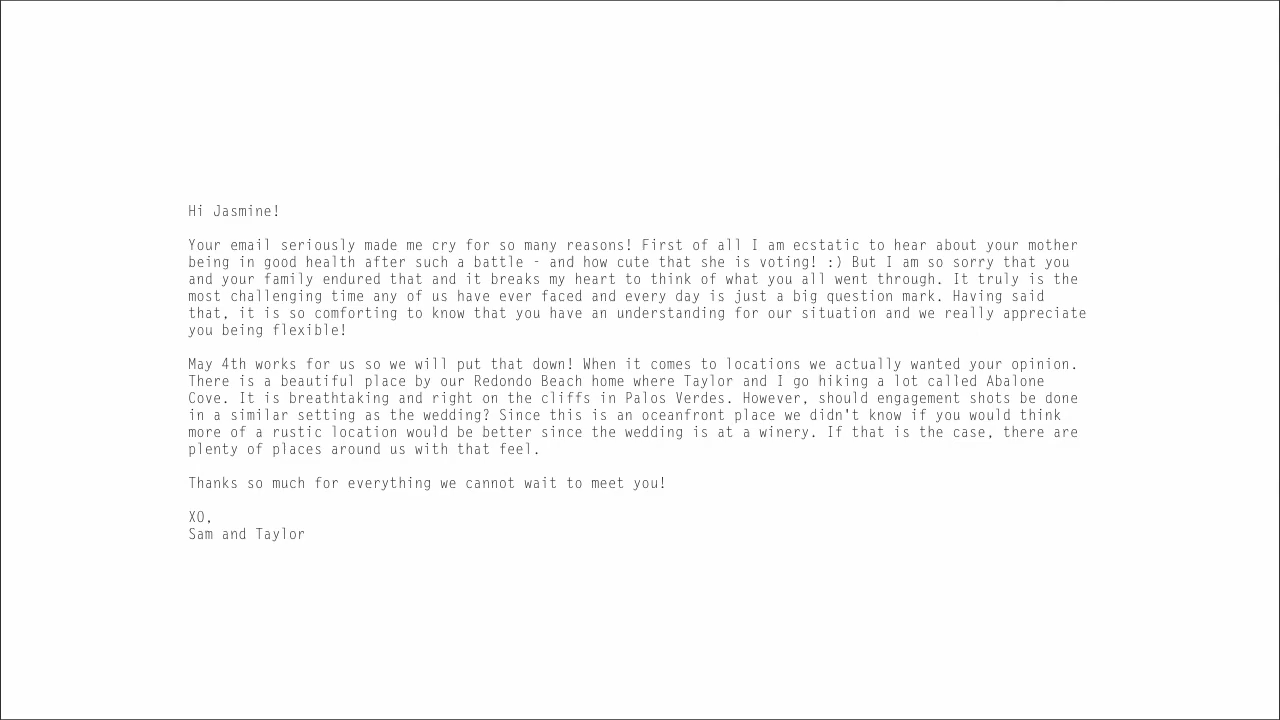 Hi Jasmine!
Your email seriously made me cry for so many reasons! First of all I am ecstatic to hear about your mother
being in good health after such a battle - and how cute that she is voting! :) But I am so sorry that you
and your family endured that and it breaks my heart to think of what you all went through. It truly is the
most challenging time any of us have ever faced and every day is just a big question mark. Having said
that, it is so comforting to know that you have an understanding for our situation and we really appreciate
you being flexible!
May 4th works for us so we will put that down! When it comes to locations we actually wanted your opinion.
There is a beautiful place by our Redondo Beach home where Taylor and I go hiking a lot called Abalone
Cove. It is breathtaking and right on the cliffs in Palos Verdes. However, should engagement shots be done
in a similar setting as the wedding? Since this is an oceanfront place we didn't know if you would think
more of a rustic location would be better since the wedding is at a winery. If that is the case, there are
plenty of places around us with that feel.
Thanks so much for everything we cannot wait to meet you!
XO,
Sam and Taylor